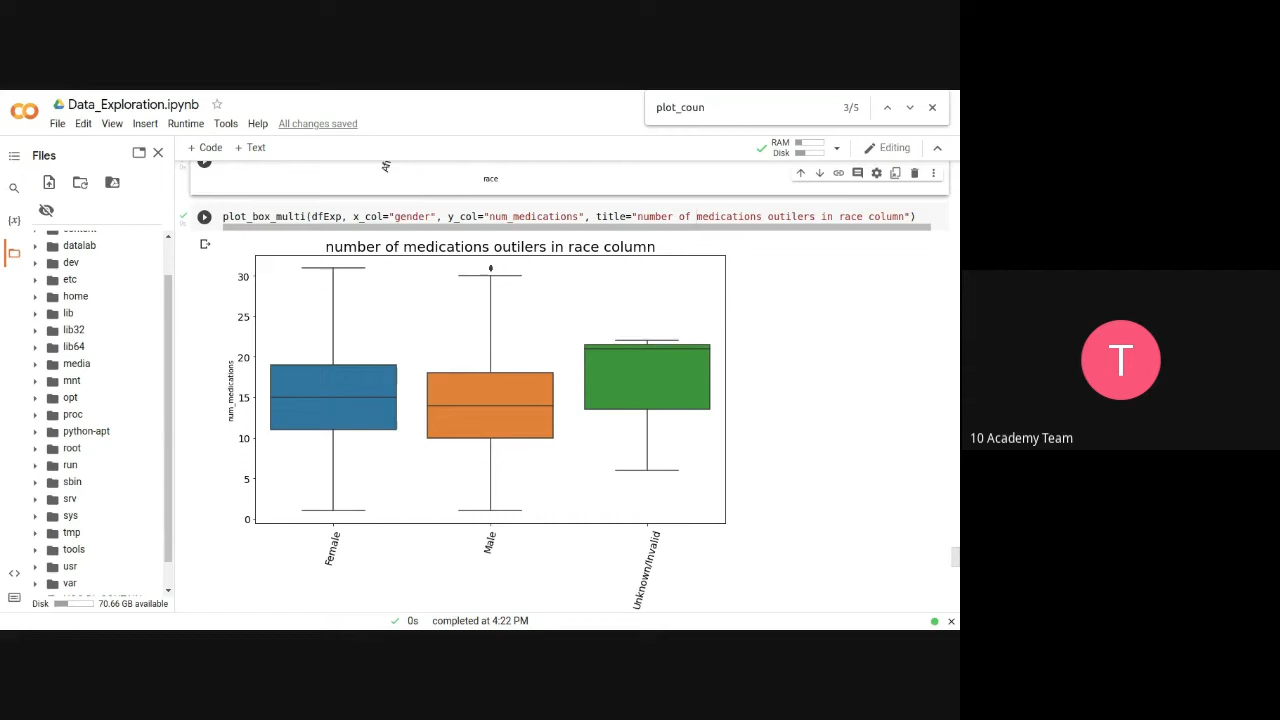 Data_Exploration.ipynb
File Edit View Insert Runtime Tools Help All changes saved
plot_coun 3/5
Files
+ Code + Text
RAM
Disk
Editing
race
content
datalab
dev
etc
home
lib
lib32
lib64
media
mnt
opt
proc
python-apt
root
run
sbin
srv
sys
tmp
tools
usr
var
Disk 70.66 GB available
plot_box_multi(dfExp, x_col="gender", y_col="num_medications", title="number of medications outilers in race column")
number of medications outilers in race column
num_medications
30
25
20
15
10
5
0
Female
Male
Unknown/Invalid
0s completed at 4:22 PM
T
10 Academy Team